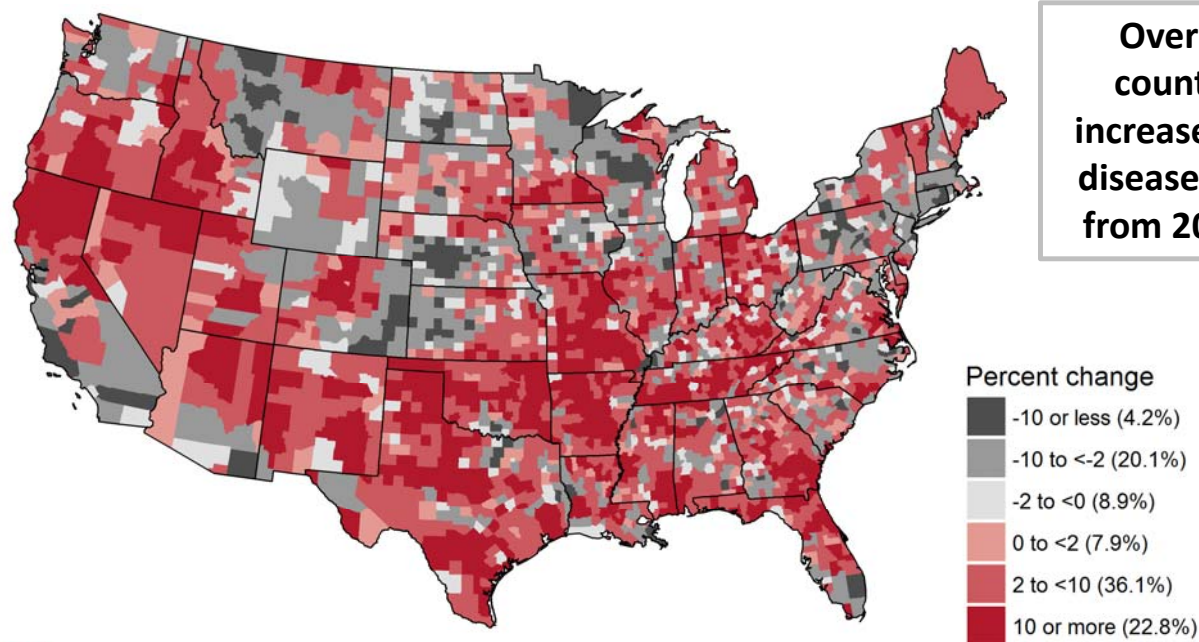 Over
count
increase
disease
from 20
Percent change
-10 or less (4.2%)
-10 to <-2 (20.1%)
-2 to <0 (8.9%)
0 to <2 (7.9%)
2 to <10 (36.1%)
10 or more (22.8%)